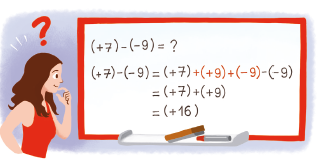 ?
(+7)-(-9) = ?
(+7)-(-9) = (+7)+(+9)+(-9)-(-9)
= (+7)+(+9)
= (+16)